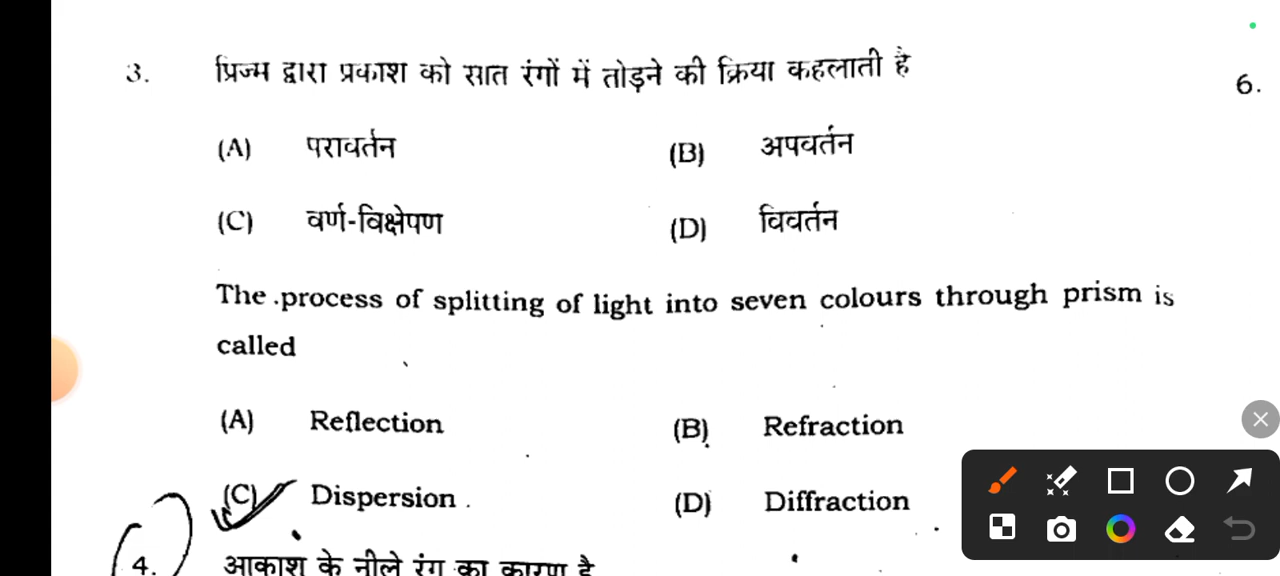 3. प्रिज्म द्वारा प्रकाश को सात रंगों में तोड़ने की क्रिया कहलाती है
6.
(A) परावर्तन (B) अपवर्तन
(C) वर्ण-विक्षेपण (D) विवर्तन
The process of splitting of light into seven colours through prism is
called
(A) Reflection (B) Refraction
(C) Dispersion (D) Diffraction
4. आकाश के नीले रंग का कारण है